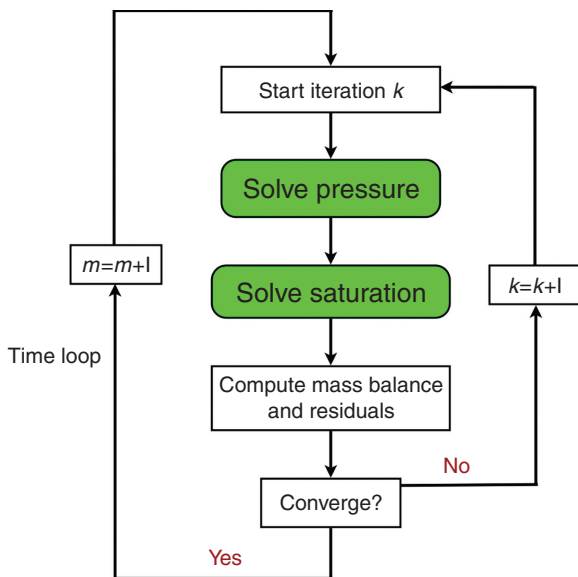 Start iteration k
Solve pressure
m=m+I
Solve saturation
k=k+I
Time loop
Compute mass balance
and residuals
No
Converge?
Yes